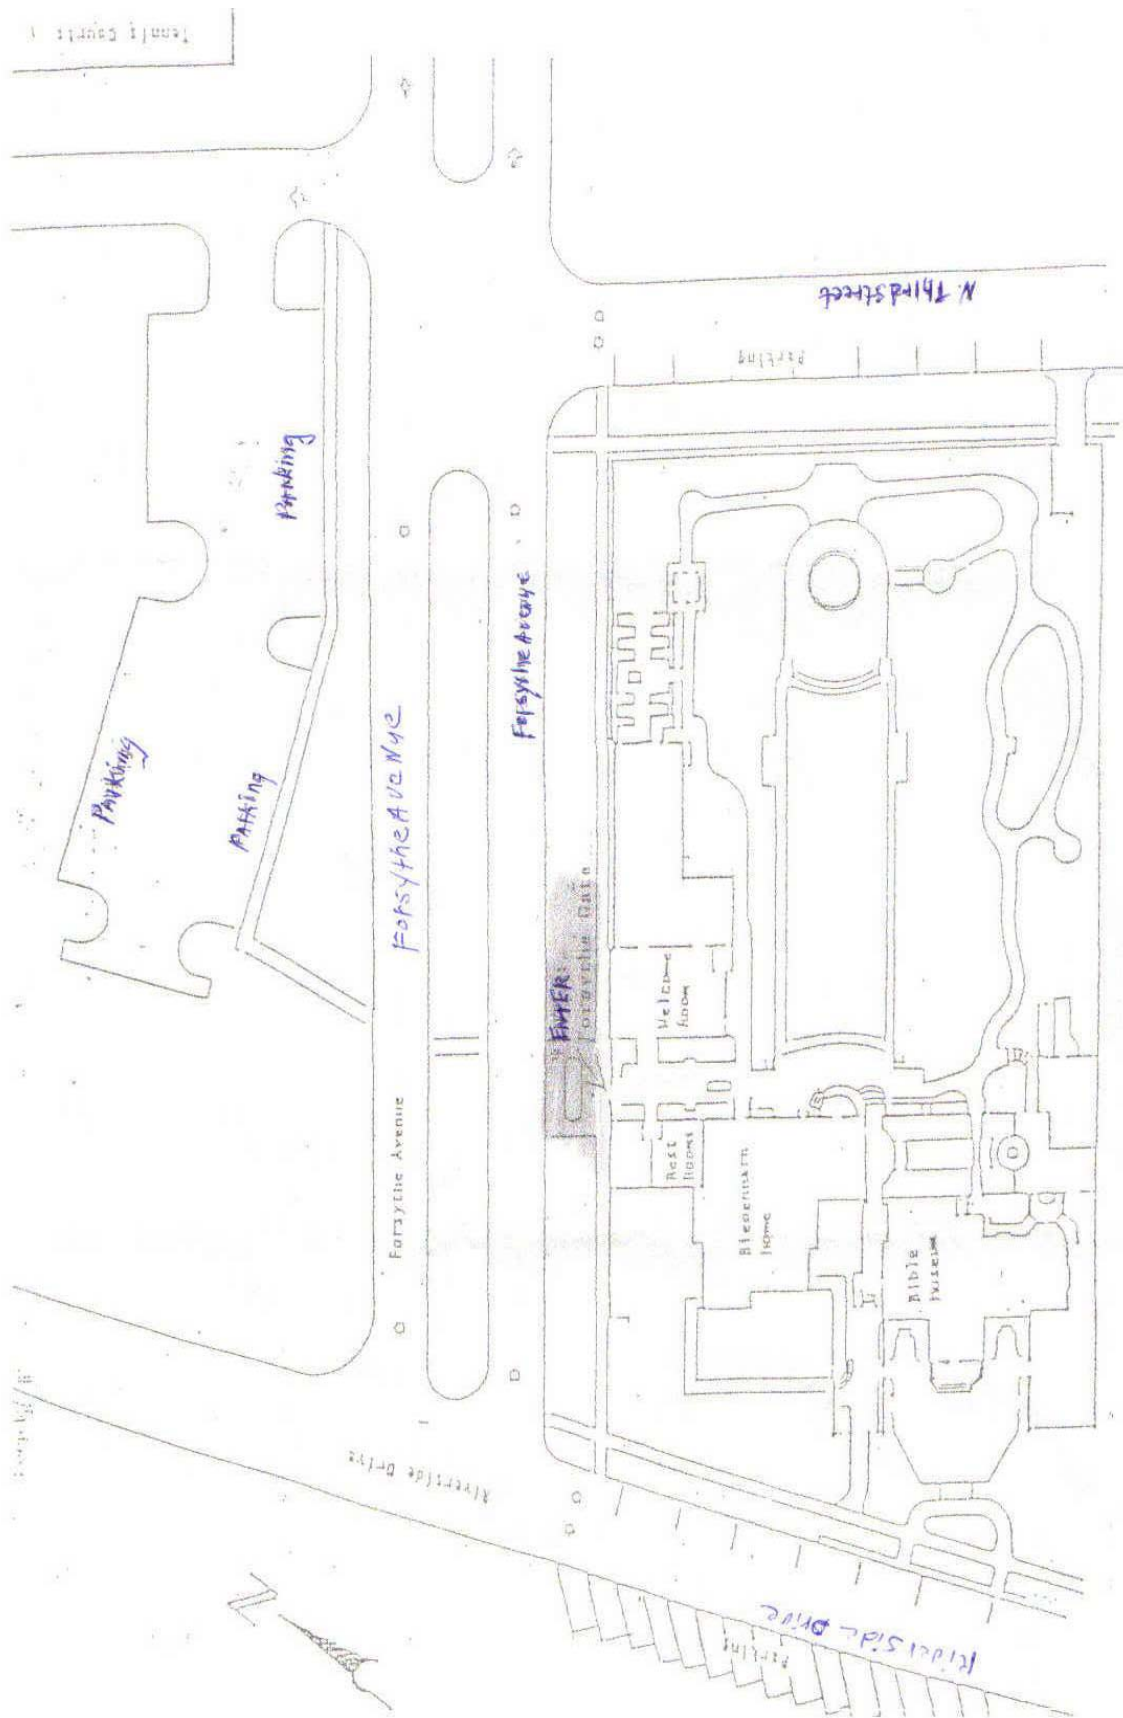 Tennis Courts
N. Third Street
Parking
Parking
Parking
Parking
Forsythe Avenue
Forsythe Avenue
ENTER
Forsythe Gate
Welcome
Room
Forsythe Avenue
Rest
Rooms
Biedenharn
Home
Bible
Museum
Riverside Drive
N
Parking
RiverSide Drive